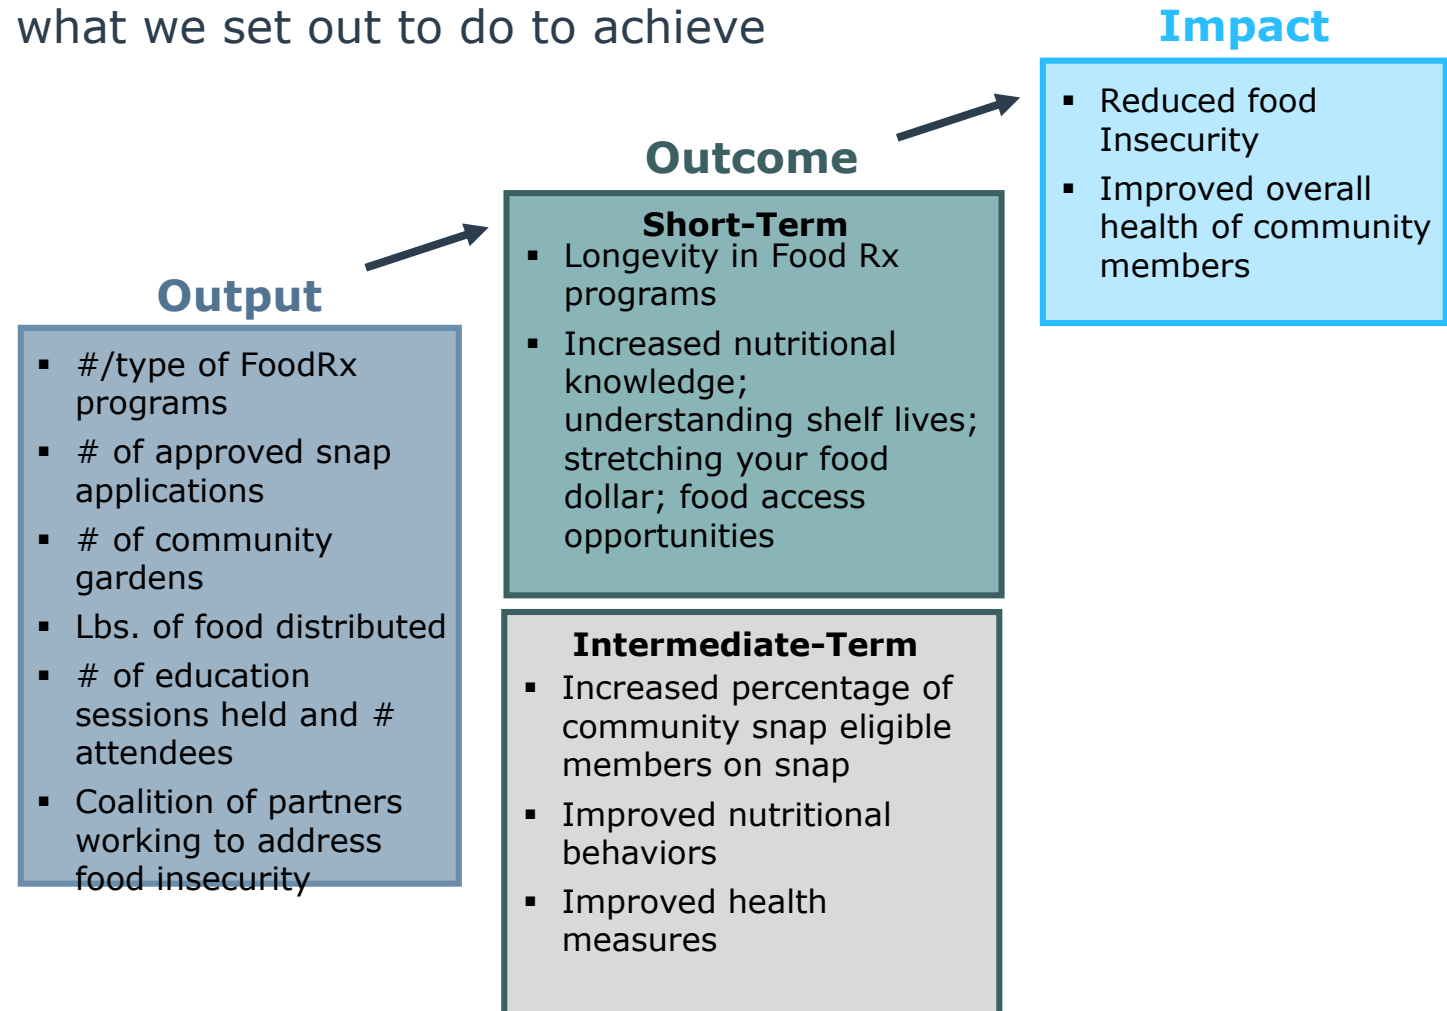 what we set out to do to achieve
Impact
▪ Reduced food
Insecurity
▪ Improved overall
health of community
members
Outcome
Short-Term
▪ Longevity in Food Rx
programs
▪ Increased nutritional
knowledge;
understanding shelf lives;
stretching your food
dollar; food access
opportunities
Intermediate-Term
▪ Increased percentage of
community snap eligible
members on snap
▪ Improved nutritional
behaviors
▪ Improved health
measures
Output
▪ #/type of FoodRx
programs
▪ # of approved snap
applications
▪ # of community
gardens
▪ Lbs. of food distributed
▪ # of education
sessions held and #
attendees
▪ Coalition of partners
working to address
food insecurity